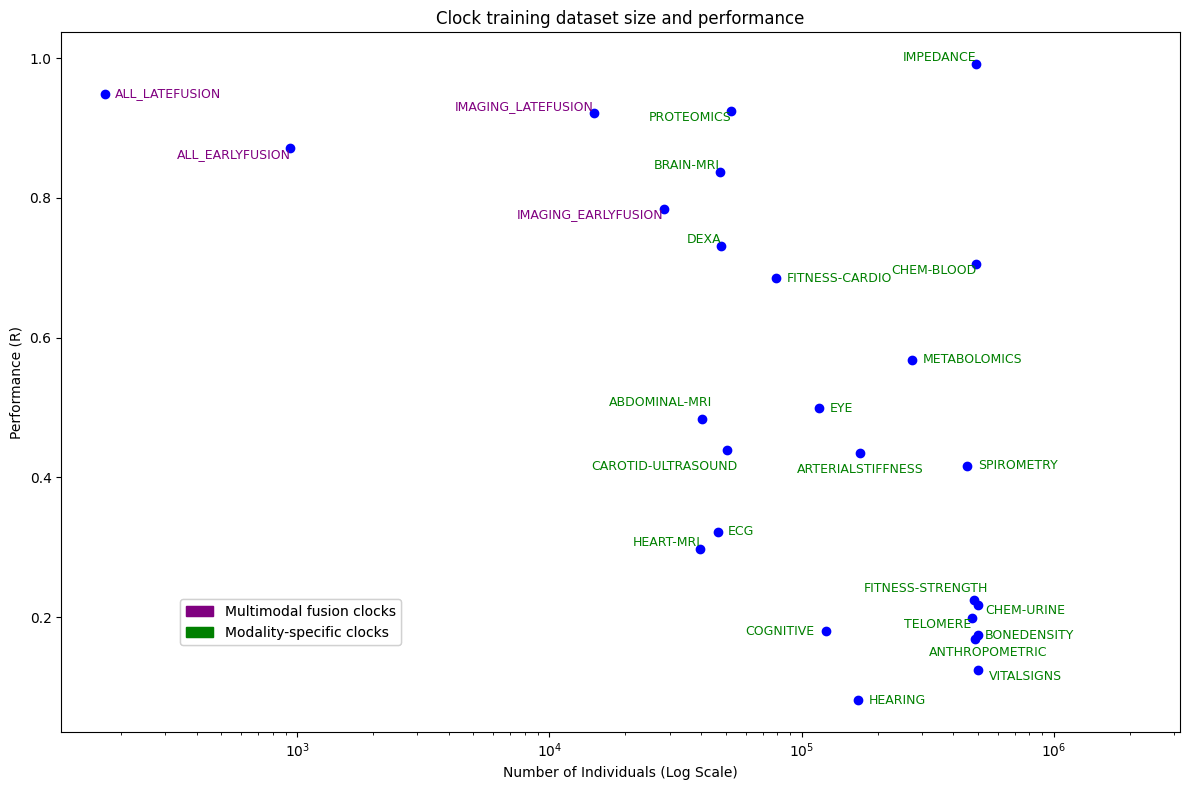 Clock training dataset size and performance
IMPEDANCE
ALL_LATEFUSION
IMAGING_LATEFUSION
PROTEOMICS
ALL_EARLYFUSION
BRAIN-MRI
IMAGING_EARLYFUSION
DEXA
CHEM-BLOOD
FITNESS-CARDIO
METABOLOMICS
ABDOMINAL-MRI
EYE
CAROTID-ULTRASOUND
ARTERIALSTIFFNESS
SPIROMETRY
ECG
HEART-MRI
FITNESS-STRENGTH
CHEM-URINE
TELOMERE
COGNITIVE
BONEDENSITY
ANTHROPOMETRIC
VITALSIGNS
HEARING
Multimodal fusion clocks
Modality-specific clocks
1.0
0.8
0.6
0.4
0.2
Performance (R)
10³
10⁴
10⁵
10⁶
Number of Individuals (Log Scale)